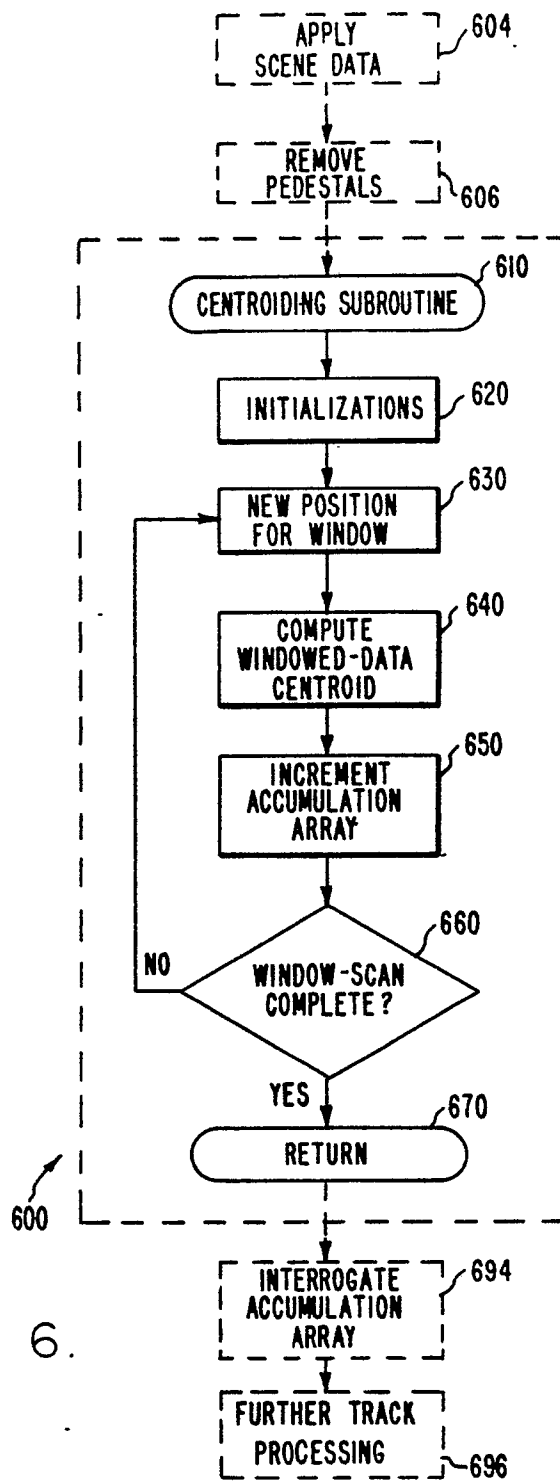 APPLY
SCENE DATA
604
REMOVE
PEDESTALS
606
610
CENTROIDING SUBROUTINE
INITIALIZATIONS
620
630
NEW POSITION
FOR WINDOW
640
COMPUTE
WINDOWED-DATA
CENTROID
650
INCREMENT
ACCUMULATION
ARRAY
660
NO
WINDOW-SCAN
COMPLETE?
YES
670
RETURN
600
694
INTERROGATE
ACCUMULATION
ARRAY
6.
FURTHER TRACK
PROCESSING
696